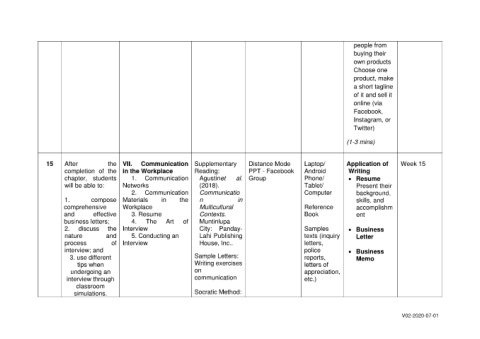 people from
buying their
own products
Choose one
product, make
a short tagline
of it and sell it
online (via
Facebook,
Instagram, or
Twitter)
(1-3 mins)
15
After the
completion of the
chapter, students
will be able to:
1. compose
comprehensive
and effective
business letters;
2. discuss the
nature and
process of
interview; and
3. use different
tips when
undergoing an
interview through
classroom
simulations.
VII. Communication
in the Workplace
1. Communication
Networks
2. Communication
Materials in the
Workplace
3. Resume
4. The Art of
Interview
5. Conducting an
Interview
Supplementary
Reading:
Agustinet al
(2018).
Communicatio
n in
Multicultural
Contexts.
Muntinlupa
City: Panday-
Lahi Publishing
House, Inc..
Sample Letters:
Writing exercises
on
communication
Socratic Method:
Distance Mode
PPT - Facebook
Group
Laptop/
Android
Phone/
Tablet/
Computer
Reference
Book
Samples
texts (inquiry
letters,
police
reports,
letters of
appreciation,
etc.)
Application of
Writing
• Resume
Present their
background,
skills, and
accomplishm
ent
• Business
Letter
• Business
Memo
Week 15
V02-2020-07-01